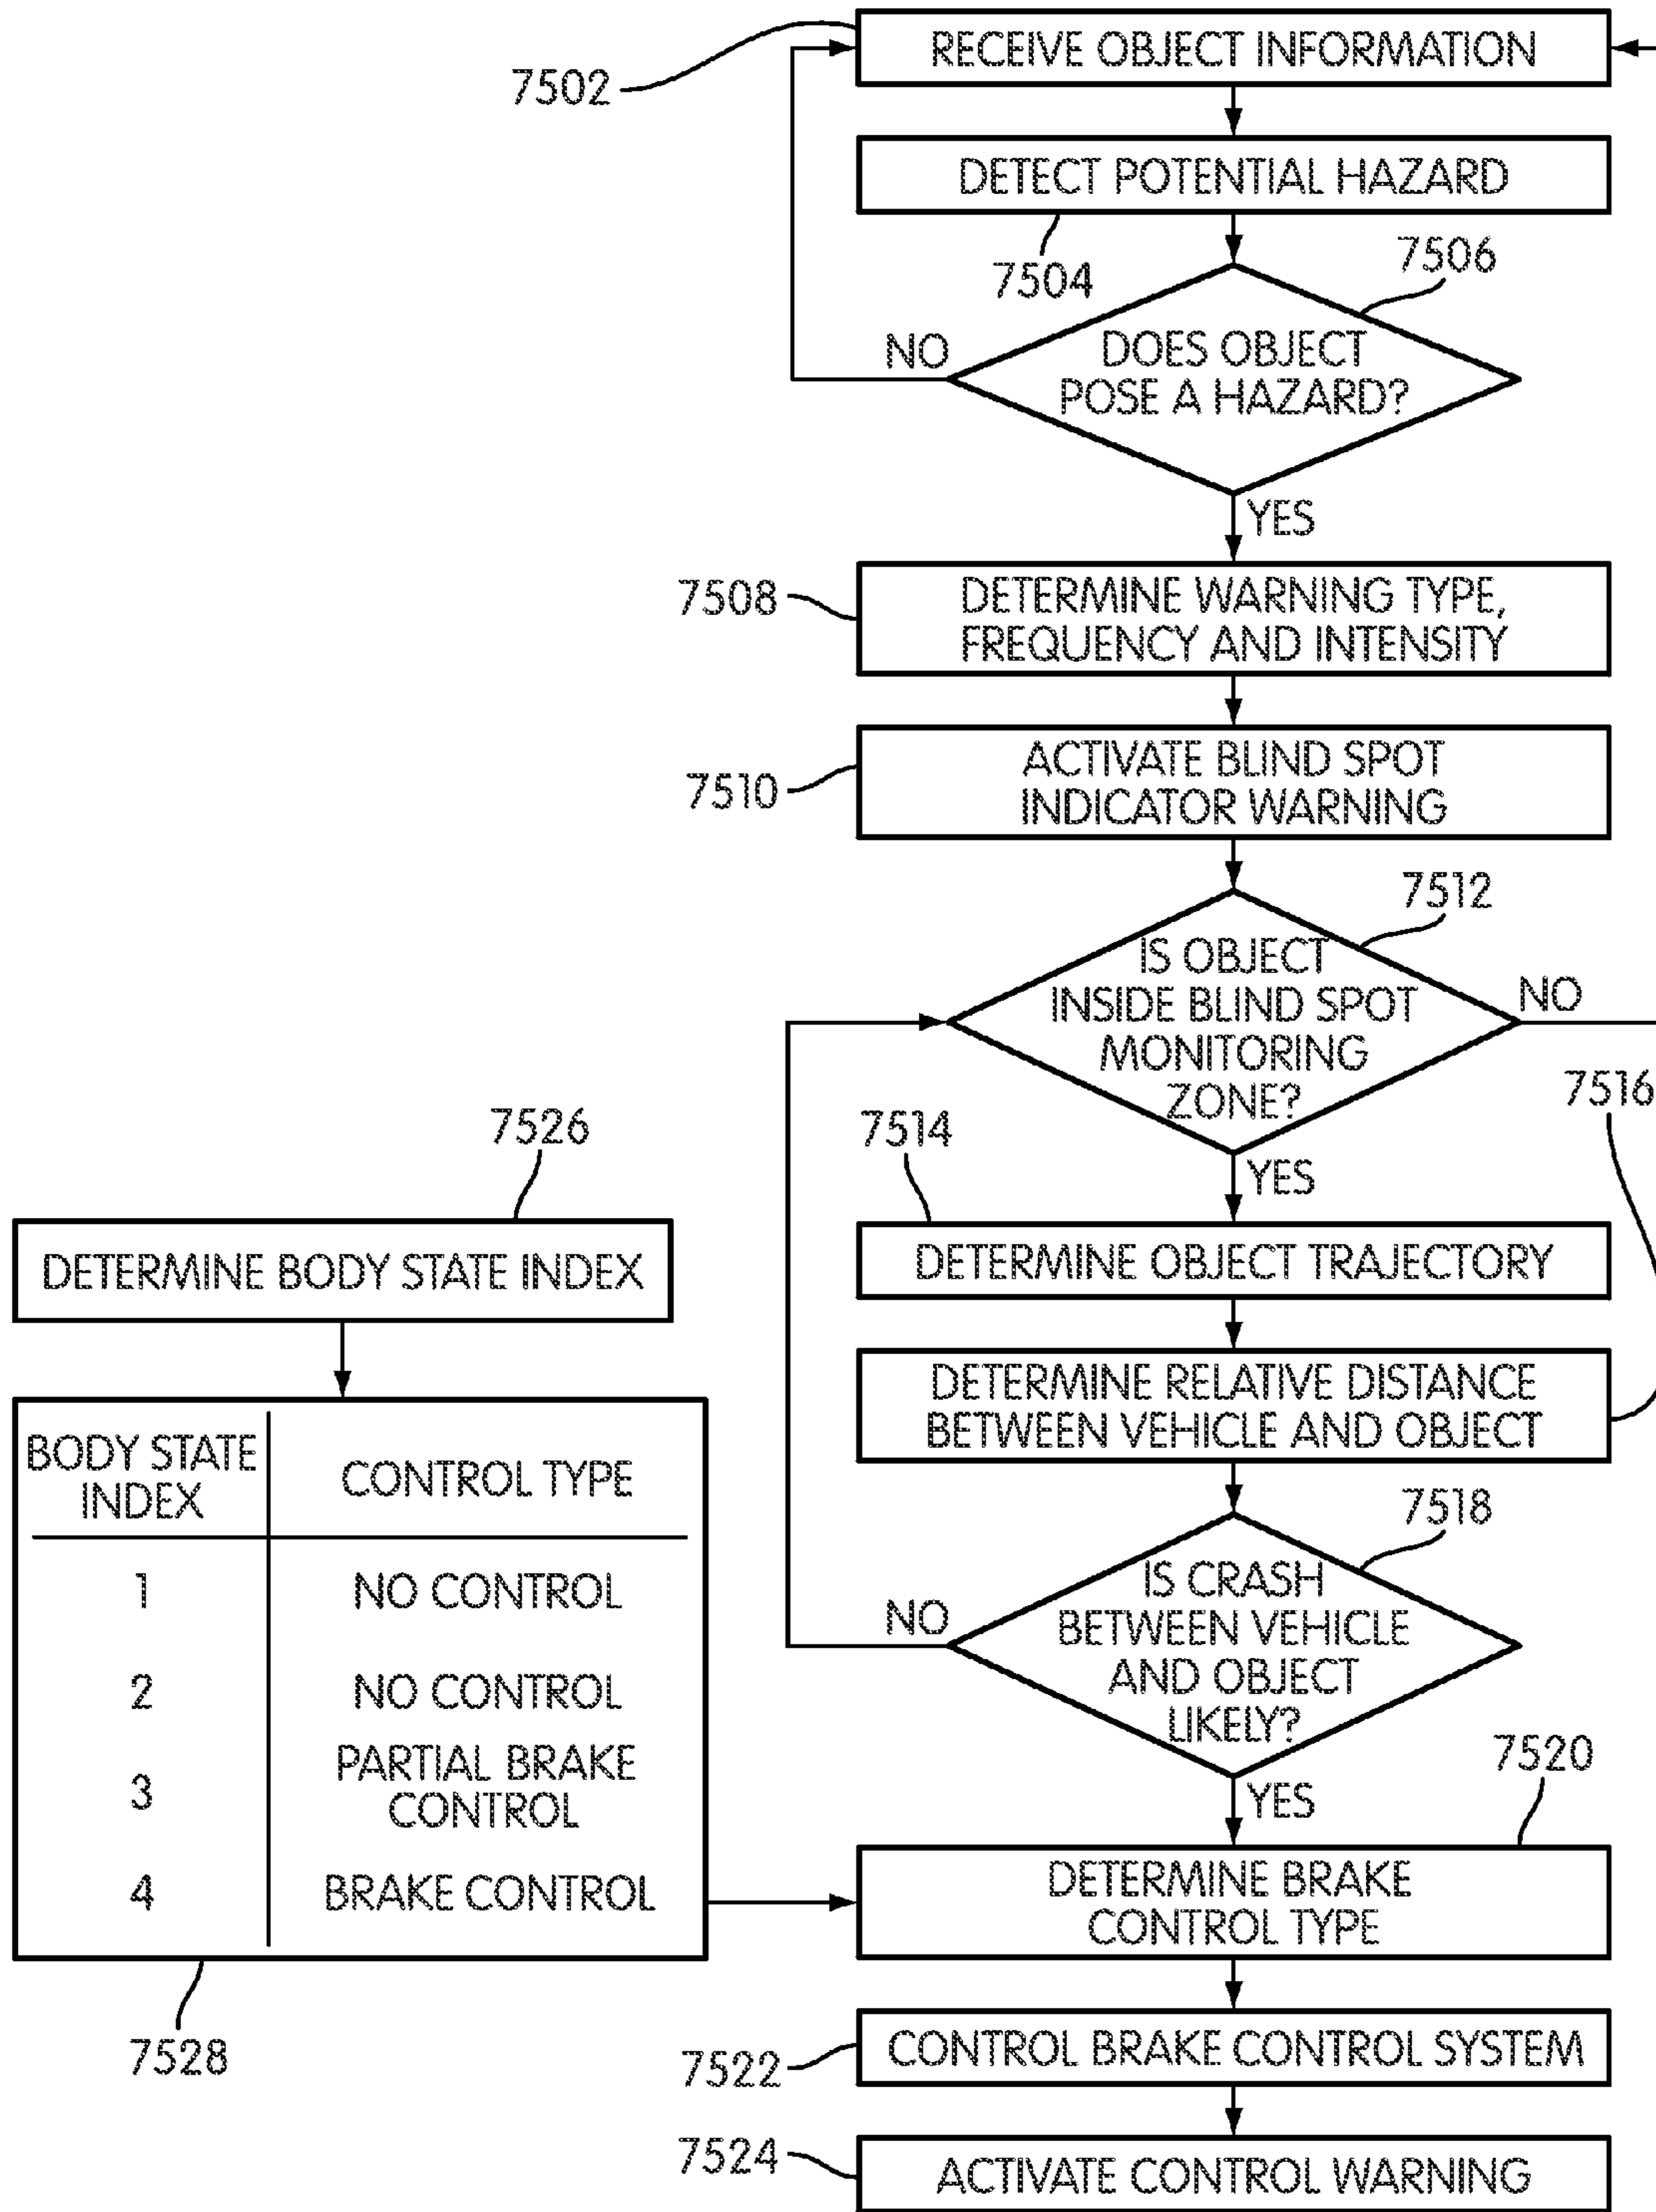 7502
RECEIVE OBJECT INFORMATION
DETECT POTENTIAL HAZARD
7504
7506
DOES OBJECT
POSE A HAZARD?
NO
YES
7508
DETERMINE WARNING TYPE,
FREQUENCY AND INTENSITY
7510
ACTIVATE BLIND SPOT
INDICATOR WARNING
7512
IS OBJECT
INSIDE BLIND SPOT
MONITORING
ZONE?
NO
YES
7514
7516
DETERMINE OBJECT TRAJECTORY
DETERMINE RELATIVE DISTANCE
BETWEEN VEHICLE AND OBJECT
7518
IS CRASH
BETWEEN VEHICLE
AND OBJECT
LIKELY?
NO
YES
7526
DETERMINE BODY STATE INDEX
BODY STATE
INDEX
CONTROL TYPE
1 NO CONTROL
2 NO CONTROL
3 PARTIAL BRAKE
CONTROL
4 BRAKE CONTROL
7528
7520
DETERMINE BRAKE
CONTROL TYPE
7522
CONTROL BRAKE CONTROL SYSTEM
7524
ACTIVATE CONTROL WARNING